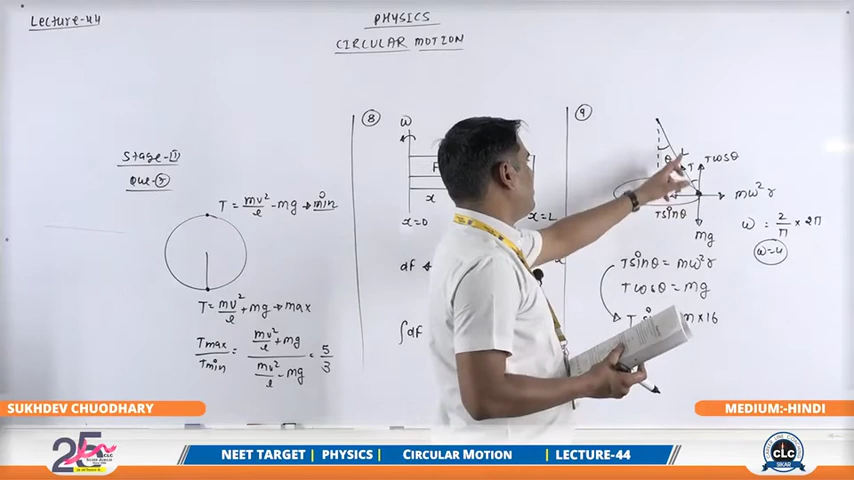 Lecture-44
PHYSICS
CIRCULAR MOTION
Stage-II
Que-
T = mv²/l - mg → min
T = mv²/l + mg → max
Tmax/Tmin = (mv²/l + mg)/(mv²/l - mg) = 5/3
8
ω
x
x=0
x=L
df
∫df
9
θ
L
T
Tcosθ
mω²r
Tsinθ
mg
ω = 2/π × 2π
ω=4
Tsinθ = mω²r
Tcosθ = mg
m×16
SUKHDEV CHUODHARY
MEDIUM:-HINDI
25
CLC
NEET TARGET | PHYSICS | CIRCULAR MOTION | LECTURE-44
CLC
SIKAR